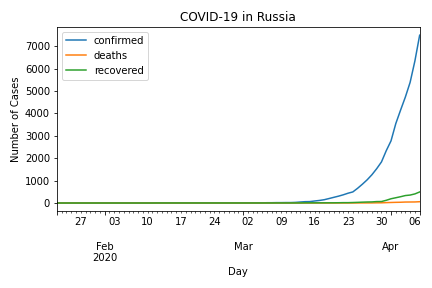 COVID-19 in Russia
confirmed
deaths
recovered
Number of Cases
7000
6000
5000
4000
3000
2000
1000
0
27 03 10 17 24 02 09 16 23 30 06
Feb Mar Apr
2020
Day